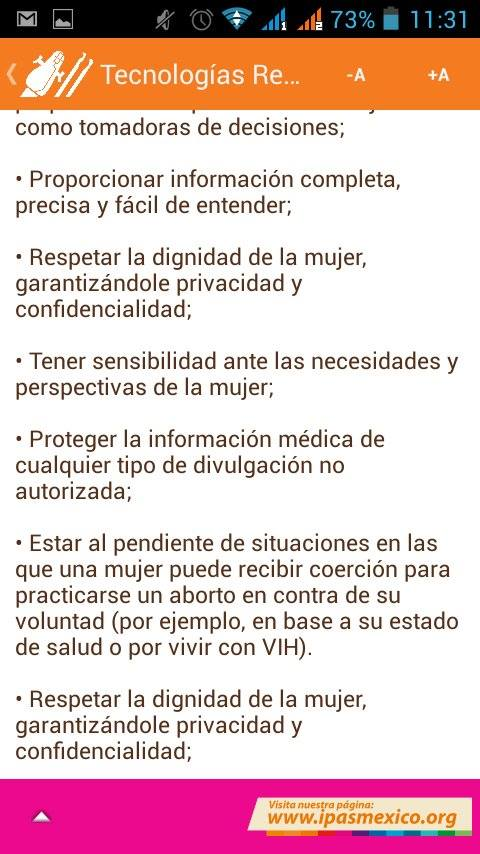 73% 11:31
Tecnologías Re... -A +A
como tomadoras de decisiones;
• Proporcionar información completa,
precisa y fácil de entender;
• Respetar la dignidad de la mujer,
garantizándole privacidad y
confidencialidad;
• Tener sensibilidad ante las necesidades y
perspectivas de la mujer;
• Proteger la información médica de
cualquier tipo de divulgación no
autorizada;
• Estar al pendiente de situaciones en las
que una mujer puede recibir coerción para
practicarse un aborto en contra de su
voluntad (por ejemplo, en base a su estado
de salud o por vivir con VIH).
• Respetar la dignidad de la mujer,
garantizándole privacidad y
confidencialidad;
Visita nuestra página:
www.ipasmexico.org